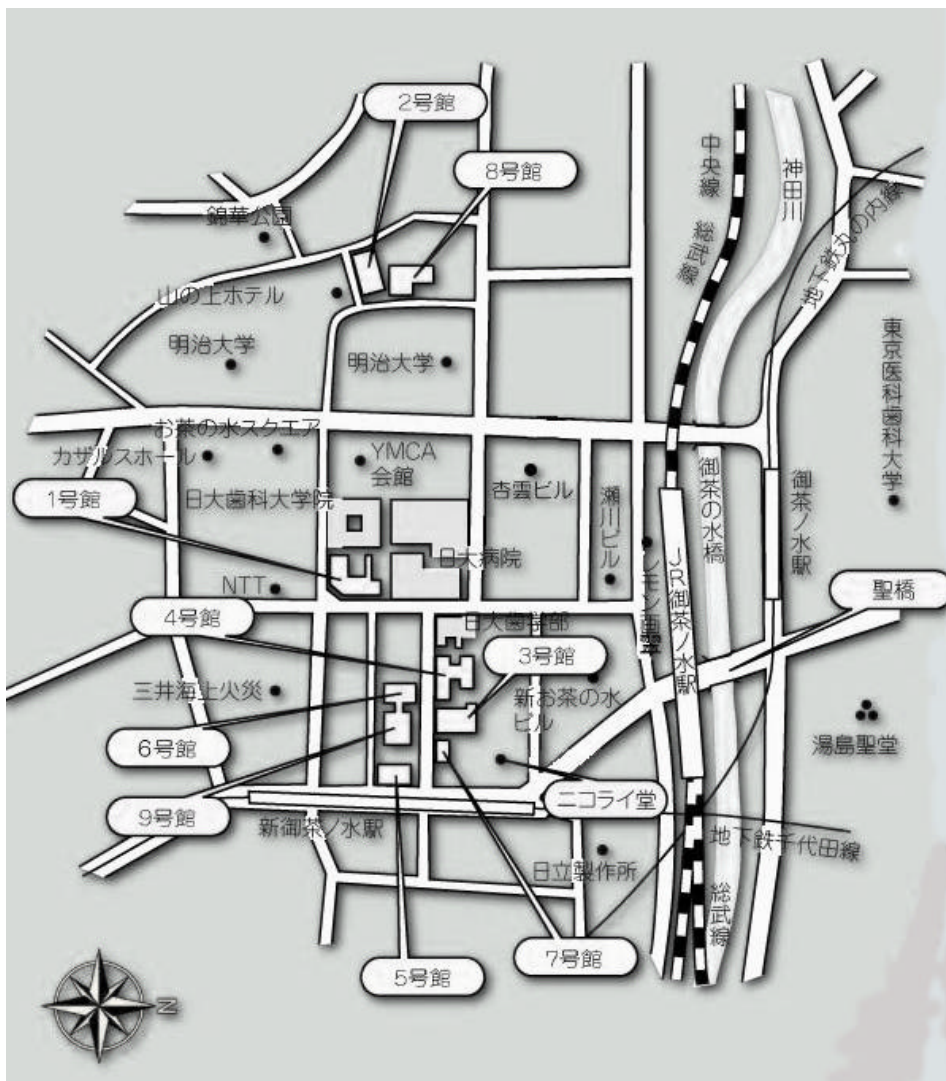 2号館
8号館
錦華公園
山の上ホテル
明治大学
明治大学
中央線
総武線
神田川
地下鉄丸の内線
東京医科歯科大学
お茶の水スクエア
カザルスホール
YMCA
会館
杏雲ビル
瀬川ビル
御茶の水橋
御茶ノ水駅
1号館
日大歯科大学院
日大病院
NTT
レモン画翠
JR御茶ノ水駅
聖橋
4号館
日大歯学部
3号館
三井海上火災
新お茶の水
ビル
湯島聖堂
6号館
9号館
ニコライ堂
新御茶ノ水駅
地下鉄千代田線
日立製作所
総武線
5号館
7号館
N